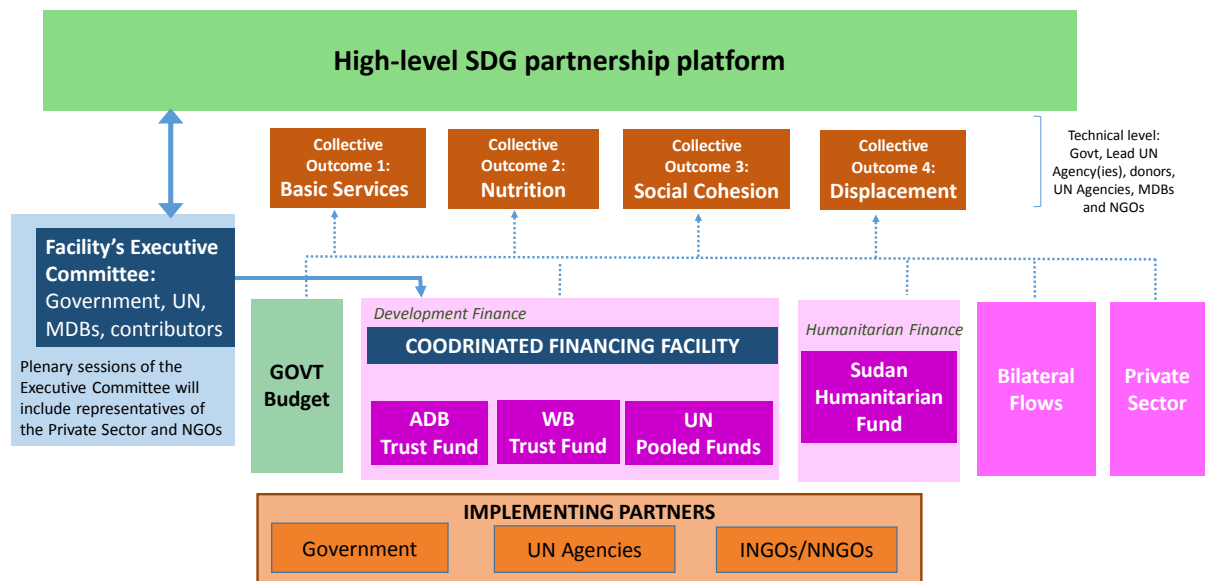 High-level SDG partnership platform
Collective
Outcome 1:
Basic Services
Collective
Outcome 2:
Nutrition
Collective
Outcome 3:
Social Cohesion
Collective
Outcome 4:
Displacement
Technical level:
Govt, Lead UN
Agency(ies), donors,
UN Agencies, MDBs
and NGOs
Facility's Executive
Committee:
Government, UN,
MDBs, contributors
Plenary sessions of the
Executive Committee will
include representatives of
the Private Sector and NGOs
GOVT
Budget
Development Finance
COODRINATED FINANCING FACILITY
ADB
Trust Fund
WB
Trust Fund
UN
Pooled Funds
Humanitarian Finance
Sudan
Humanitarian
Fund
Bilateral
Flows
Private
Sector
IMPLEMENTING PARTNERS
Government
UN Agencies
INGOs/NNGOs